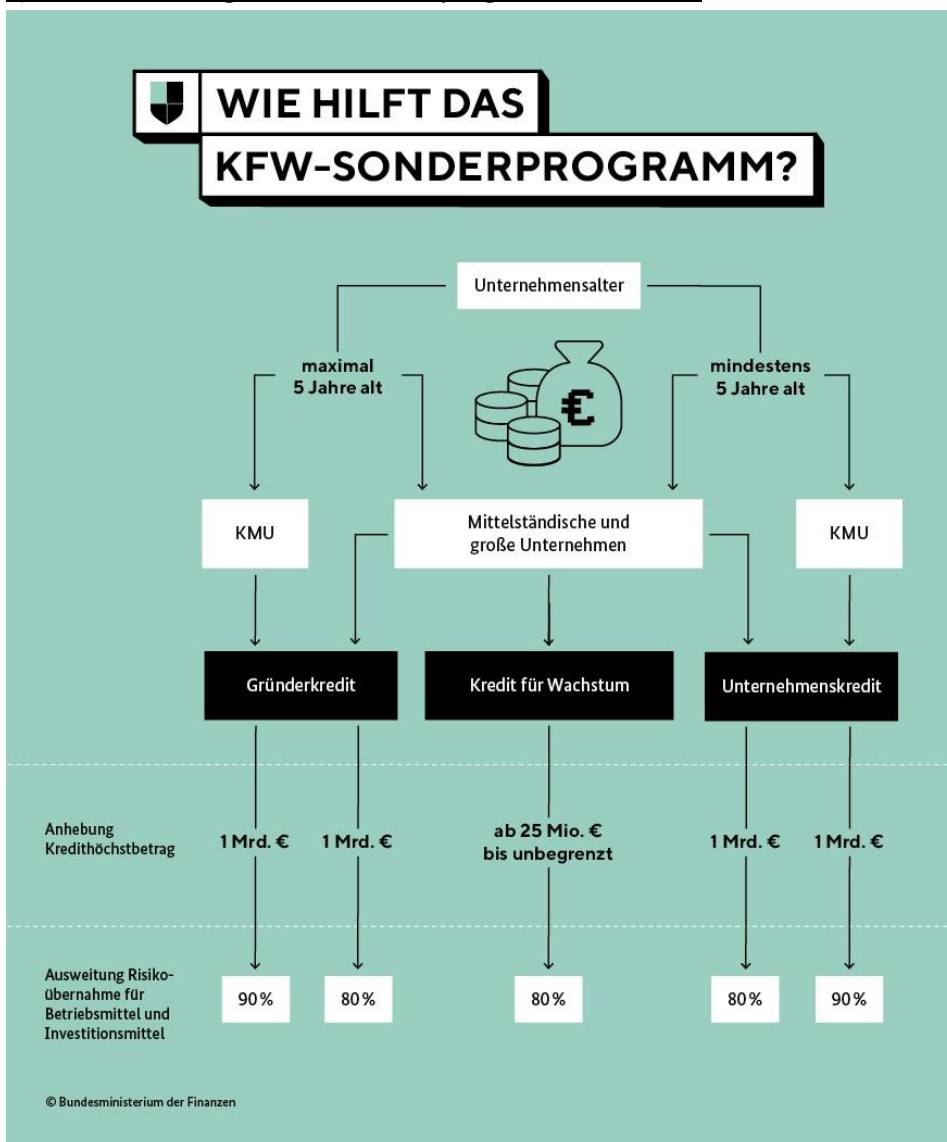 WIE HILFT DAS
KFW-SONDERPROGRAMM?
Unternehmensalter
maximal
5 Jahre alt
mindestens
5 Jahre alt
€
KMU
Mittelständische und
große Unternehmen
KMU
Gründerkredit
Kredit für Wachstum
Unternehmenskredit
Anhebung
Kredithöchstbetrag
1 Mrd. €
1 Mrd. €
ab 25 Mio. €
bis unbegrenzt
1 Mrd. €
1 Mrd. €
Ausweitung Risiko-
übernahme für
Betriebsmittel und
Investitionsmittel
90 %
80 %
80 %
80 %
90 %
© Bundesministerium der Finanzen